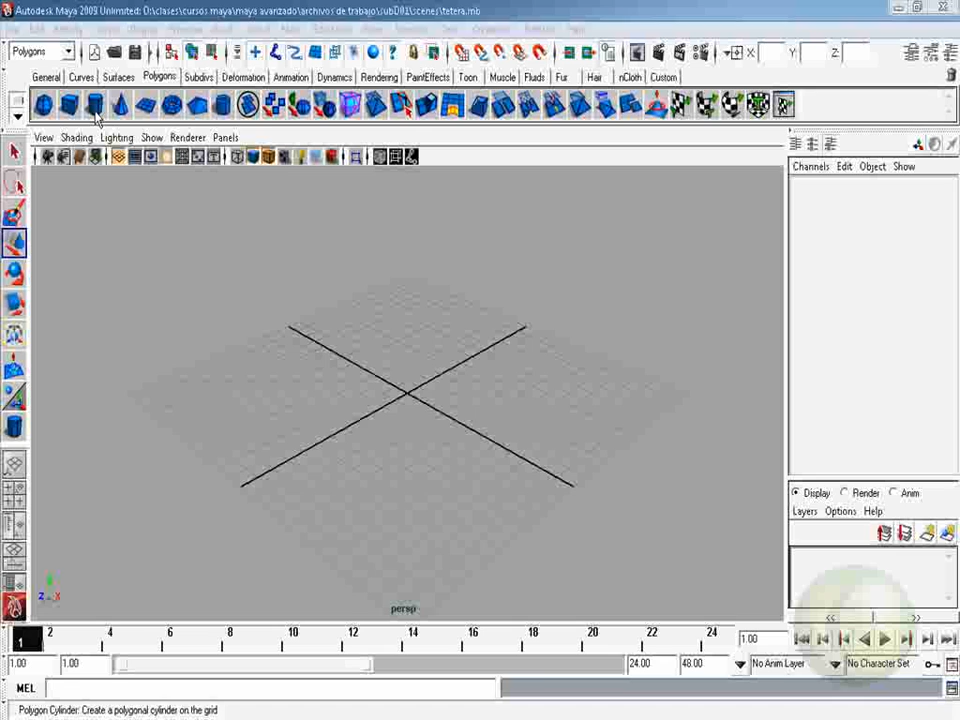 Autodesk Maya 2009 Unlimited: D:\clases\cursos maya\maya avanzado\archivos de trabajo\subD01\scenes\tetera.mb
Polygons X: Y: Z:
General Curves Surfaces Polygons Subdivs Deformation Animation Dynamics Rendering PaintEffects Toon Muscle Fluids Fur Hair nCloth Custom
View Shading Lighting Show Renderer Panels
Channels Edit Object Show
Display Render Anim
Layers Options Help
Z X
persp
<< >>
1 2 4 6 8 10 12 14 16 18 20 22 24 1.00
1.00 1.00 24.00 48.00 No Anim Layer No Character Set
MEL
Polygon Cylinder: Create a polygonal cylinder on the grid